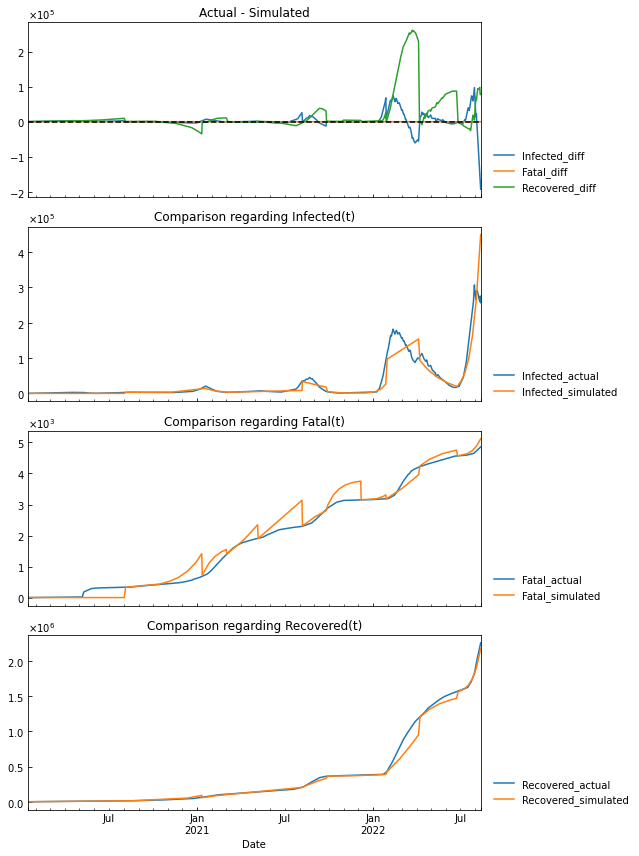 Actual - Simulated
×10⁵
2
1
0
−1
−2
Infected_diff
Fatal_diff
Recovered_diff
Comparison regarding Infected(t)
×10⁵
4
3
2
1
0
Infected_actual
Infected_simulated
Comparison regarding Fatal(t)
×10³
5
4
3
2
1
0
Fatal_actual
Fatal_simulated
Comparison regarding Recovered(t)
×10⁶
2.0
1.5
1.0
0.5
0.0
Recovered_actual
Recovered_simulated
Jul Jan Jul Jan Jul
2021 2022
Date